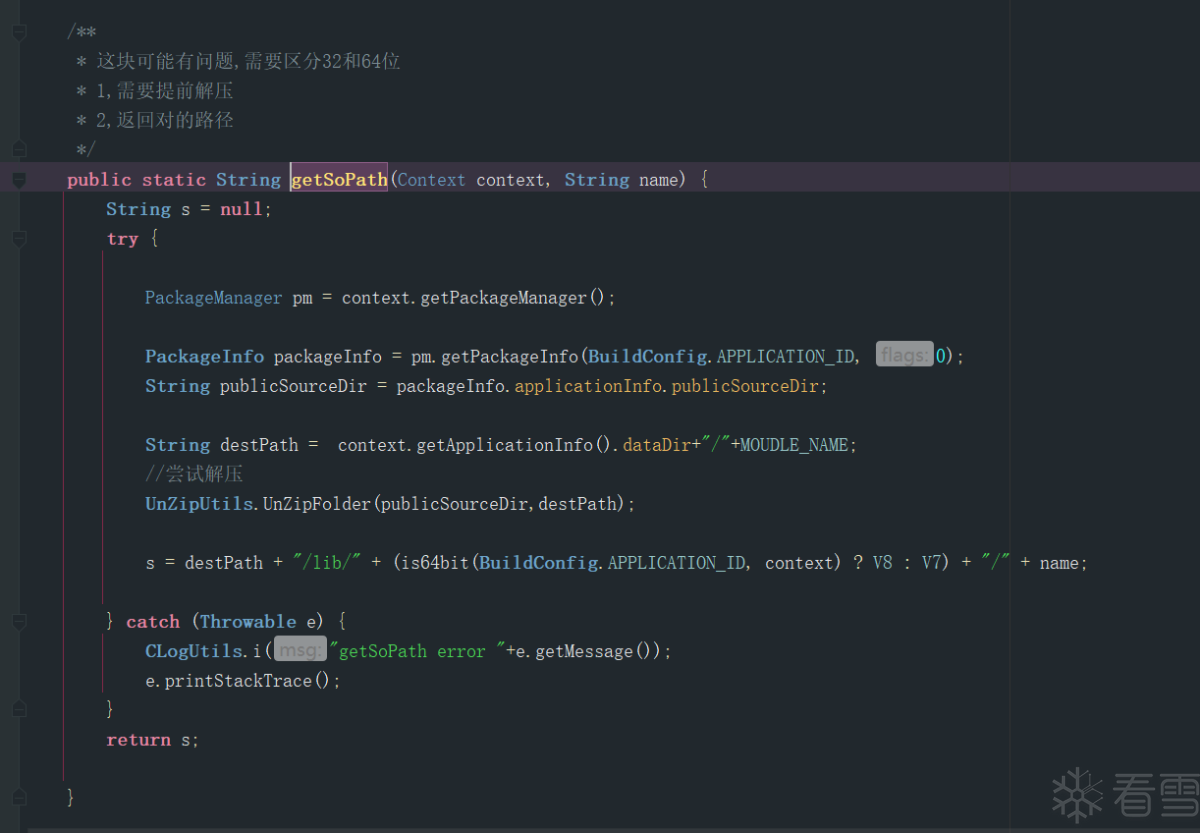 /**
 * 这块可能有问题,需要区分32和64位
 * 1,需要提前解压
 * 2,返回对的路径
 */
public static String getSoPath(Context context, String name) {
String s = null;
try {
PackageManager pm = context.getPackageManager();
PackageInfo packageInfo = pm.getPackageInfo(BuildConfig.APPLICATION_ID, flags: 0);
String publicSourceDir = packageInfo.applicationInfo.publicSourceDir;
String destPath =  context.getApplicationInfo().dataDir+"/"+MOUDLE_NAME;
//尝试解压
UnZipUtils.UnZipFolder(publicSourceDir,destPath);
s = destPath + "/lib/" + (is64bit(BuildConfig.APPLICATION_ID, context) ? V8 : V7) + "/" + name;
} catch (Throwable e) {
CLogUtils.i( msg: "getSoPath error "+e.getMessage());
e.printStackTrace();
}
return s;
}
看雪